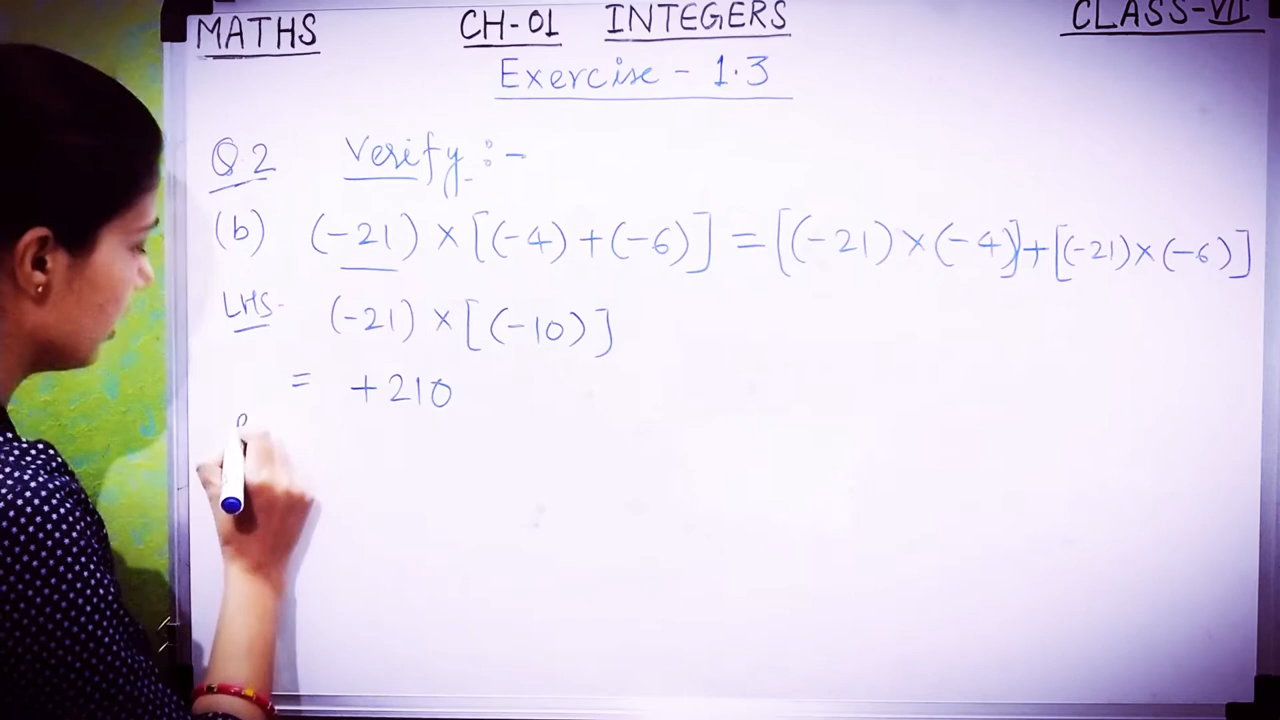 MATHS CH-01 INTEGERS CLASS-VII
Exercise - 1.3
Q.2 Verify :-
(b) (-21) × [(-4) + (-6)] = [(-21) × (-4)] + [(-21) × (-6)]
LHS- (-21) × [(-10)]
= +210